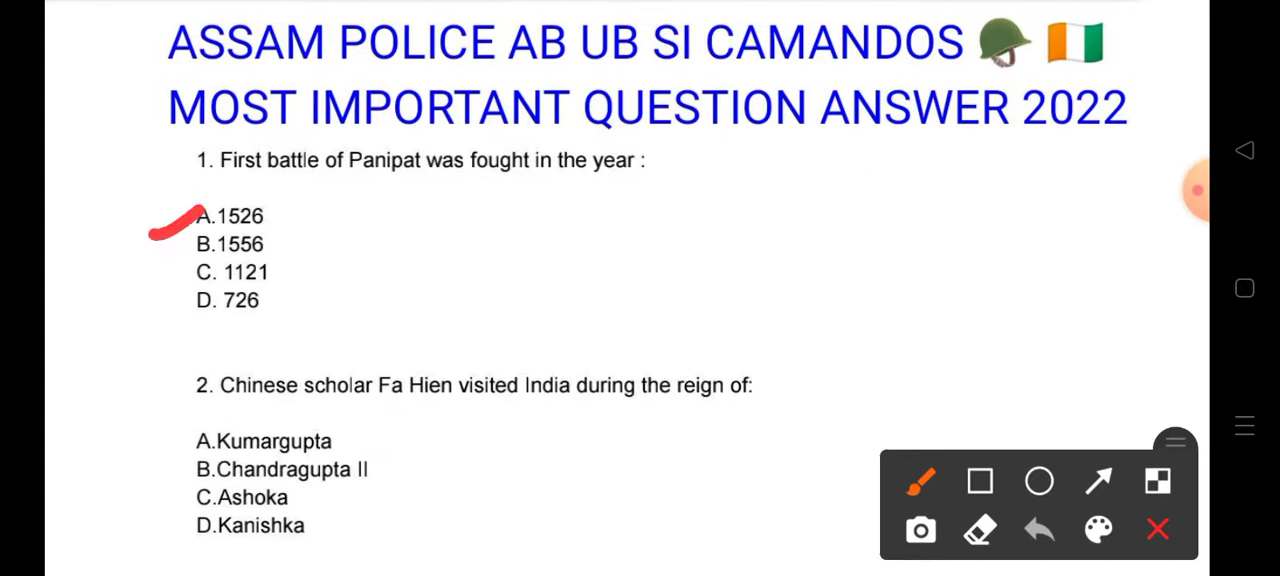 ASSAM POLICE AB UB SI CAMANDOS 🪖 🇨🇮
MOST IMPORTANT QUESTION ANSWER 2022
1. First battle of Panipat was fought in the year :
A.1526
B.1556
C. 1121
D. 726
2. Chinese scholar Fa Hien visited India during the reign of:
A.Kumargupta
B.Chandragupta II
C.Ashoka
D.Kanishka